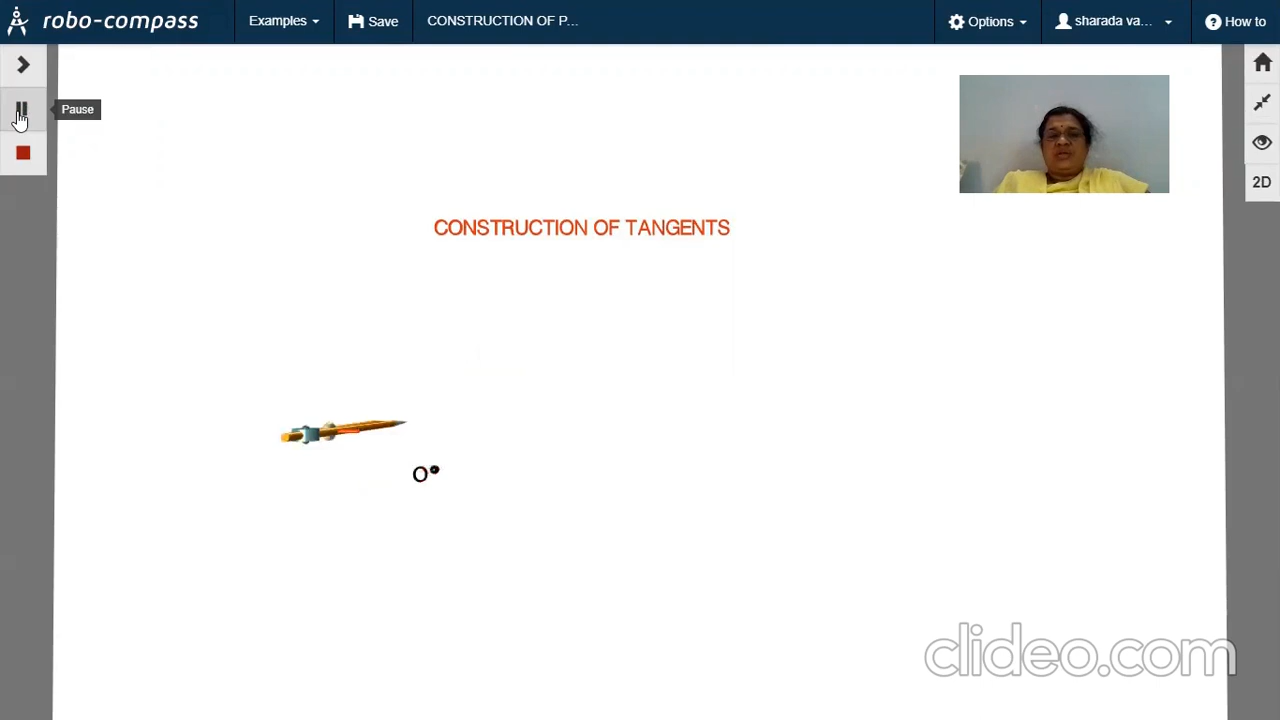 robo-compass
Examples
Save
CONSTRUCTION OF P...
Options
sharada va...
How to
Pause
2D
CONSTRUCTION OF TANGENTS
O
clideo.com